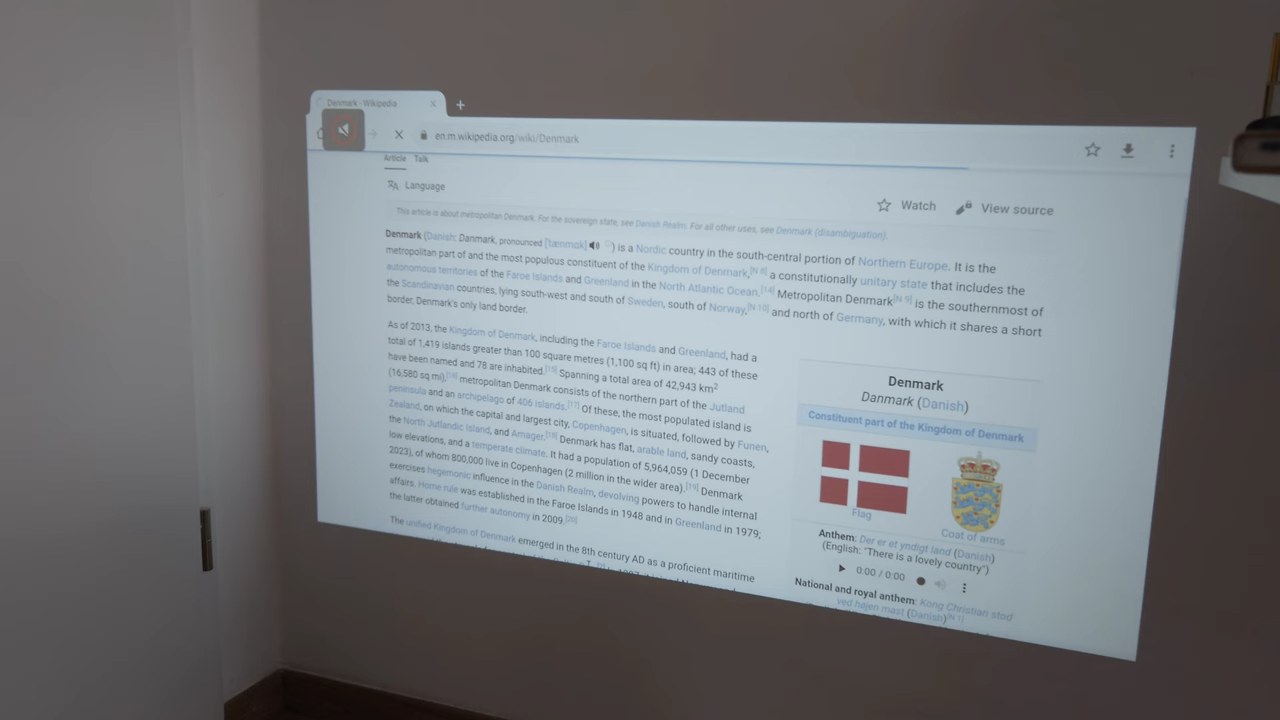 Denmark - Wikipedia
en.m.wikipedia.org/wiki/Denmark
Article Talk
Language
Watch View source
This article is about metropolitan Denmark. For the sovereign state, see Danish Realm. For all other uses, see Denmark (disambiguation).
Denmark (Danish: Danmark, pronounced [ˈtænmɑk] ) is a Nordic country in the south-central portion of Northern Europe. It is the
metropolitan part of and the most populous constituent of the Kingdom of Denmark,[N 8] a constitutionally unitary state that includes the
autonomous territories of the Faroe Islands and Greenland in the North Atlantic Ocean.[14] Metropolitan Denmark[N 9] is the southernmost of
the Scandinavian countries, lying south-west and south of Sweden, south of Norway,[N 10] and north of Germany, with which it shares a short
border, Denmark's only land border.
As of 2013, the Kingdom of Denmark, including the Faroe Islands and Greenland, had a
total of 1,419 islands greater than 100 square metres (1,100 sq ft) in area; 443 of these
have been named and 78 are inhabited.[15] Spanning a total area of 42,943 km²
(16,580 sq mi),[16] metropolitan Denmark consists of the northern part of the Jutland
peninsula and an archipelago of 406 islands.[17] Of these, the most populated island is
Zealand, on which the capital and largest city, Copenhagen, is situated, followed by Funen,
the North Jutlandic Island, and Amager.[18] Denmark has flat, arable land, sandy coasts,
low elevations, and a temperate climate. It had a population of 5,964,059 (1 December
2023), of whom 800,000 live in Copenhagen (2 million in the wider area).[19] Denmark
exercises hegemonic influence in the Danish Realm, devolving powers to handle internal
affairs. Home rule was established in the Faroe Islands in 1948 and in Greenland in 1979;
the latter obtained further autonomy in 2009.[20]
The unified Kingdom of Denmark emerged in the 8th century AD as a proficient maritime
Denmark
Danmark (Danish)
Constituent part of the Kingdom of Denmark
Flag
Coat of arms
Anthem: Der er et yndigt land (Danish)
(English: "There is a lovely country")
0:00 / 0:00
National and royal anthem: Kong Christian stod
ved højen mast (Danish)[N 1]